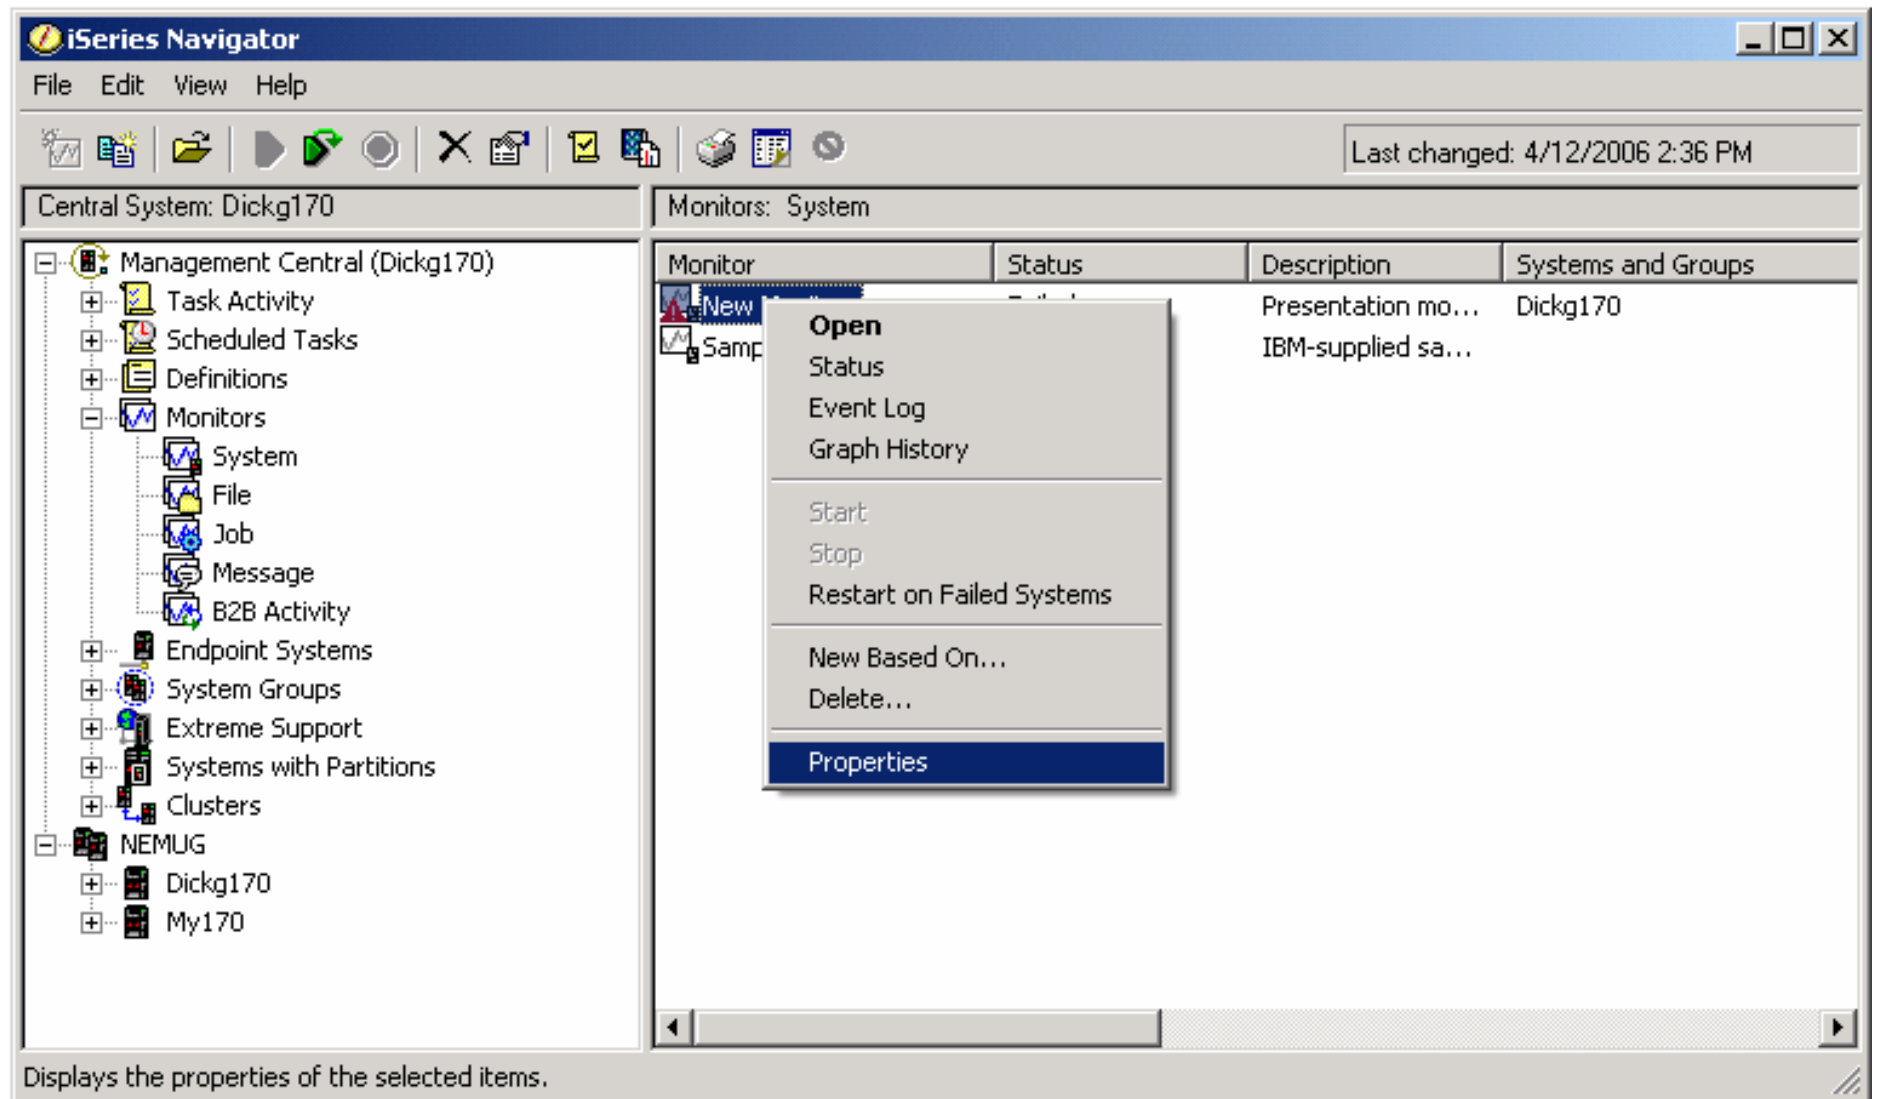 iSeries Navigator
File Edit View Help
Last changed: 4/12/2006 2:36 PM
Central System: Dickg170
Monitors: System
Management Central (Dickg170)
Task Activity
Scheduled Tasks
Definitions
Monitors
System
File
Job
Message
B2B Activity
Endpoint Systems
System Groups
Extreme Support
Systems with Partitions
Clusters
NEMUG
Dickg170
My170
Monitor Status Description Systems and Groups
New Presentation mo... Dickg170
Samp IBM-supplied sa...
Open
Status
Event Log
Graph History
Start
Stop
Restart on Failed Systems
New Based On...
Delete...
Properties
Displays the properties of the selected items.